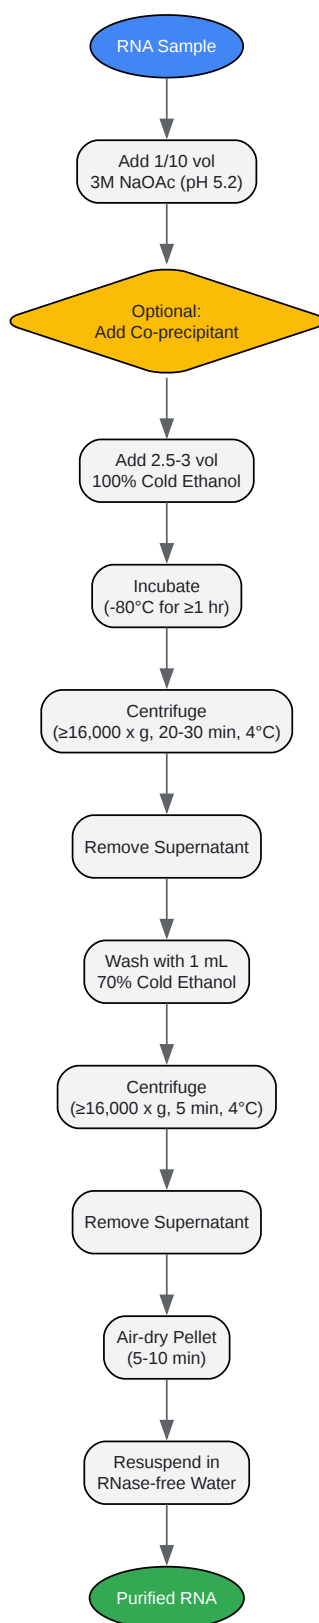 RNA Sample
Add 1/10 vol
3M NaOAc (pH 5.2)
Optional:
Add Co-precipitant
Add 2.5-3 vol
100% Cold Ethanol
Incubate
(-80°C for ≥1 hr)
Centrifuge
(≥16,000 x g, 20-30 min, 4°C)
Remove Supernatant
Wash with 1 mL
70% Cold Ethanol
Centrifuge
(≥16,000 x g, 5 min, 4°C)
Remove Supernatant
Air-dry Pellet
(5-10 min)
Resuspend in
RNase-free Water
Purified RNA